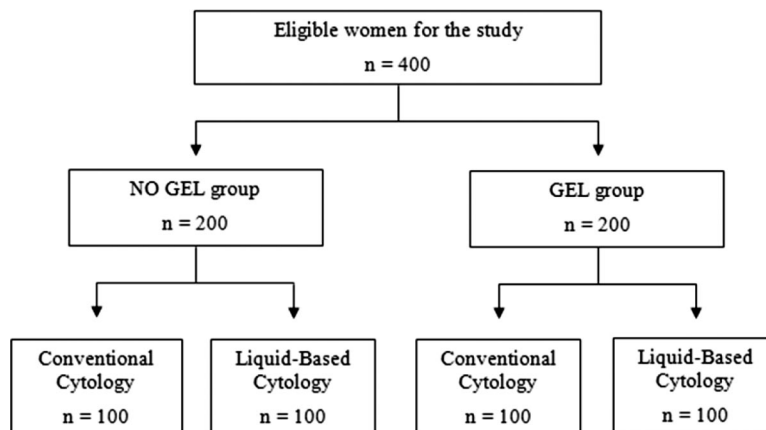 Eligible women for the study
n = 400
NO GEL group
n = 200
GEL group
n = 200
Conventional
Cytology
n = 100
Liquid-Based
Cytology
n = 100
Conventional
Cytology
n = 100
Liquid-Based
Cytology
n = 100